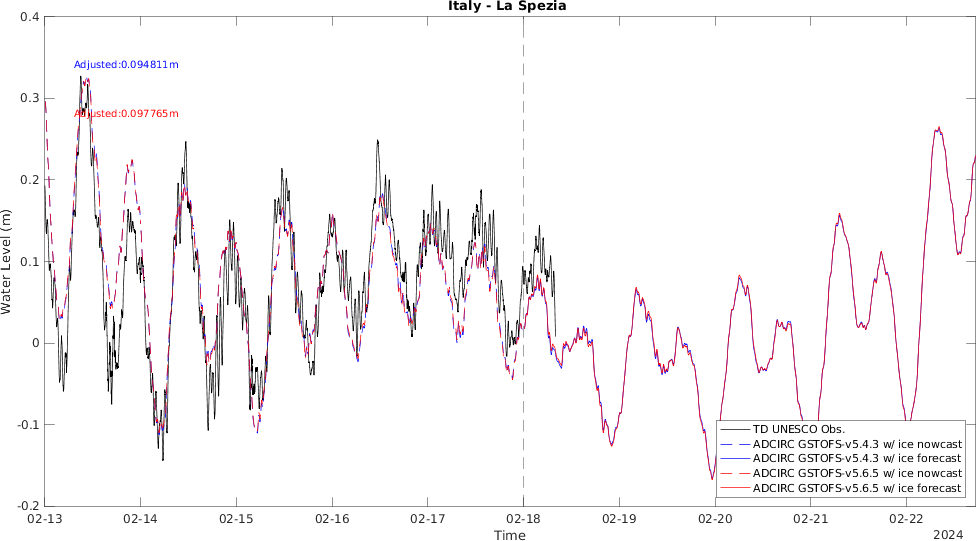 Italy - La Spezia
0.4
Adjusted:0.094811m
0.3
Adjusted:0.097765m
0.2
0.1
0
-0.1
-0.2
Water Level (m)
TD UNESCO Obs.
ADCIRC GSTOFS-v5.4.3 w/ ice nowcast
ADCIRC GSTOFS-v5.4.3 w/ ice forecast
ADCIRC GSTOFS-v5.6.5 w/ ice nowcast
ADCIRC GSTOFS-v5.6.5 w/ ice forecast
02-13 02-14 02-15 02-16 02-17 02-18 02-19 02-20 02-21 02-22
Time
2024